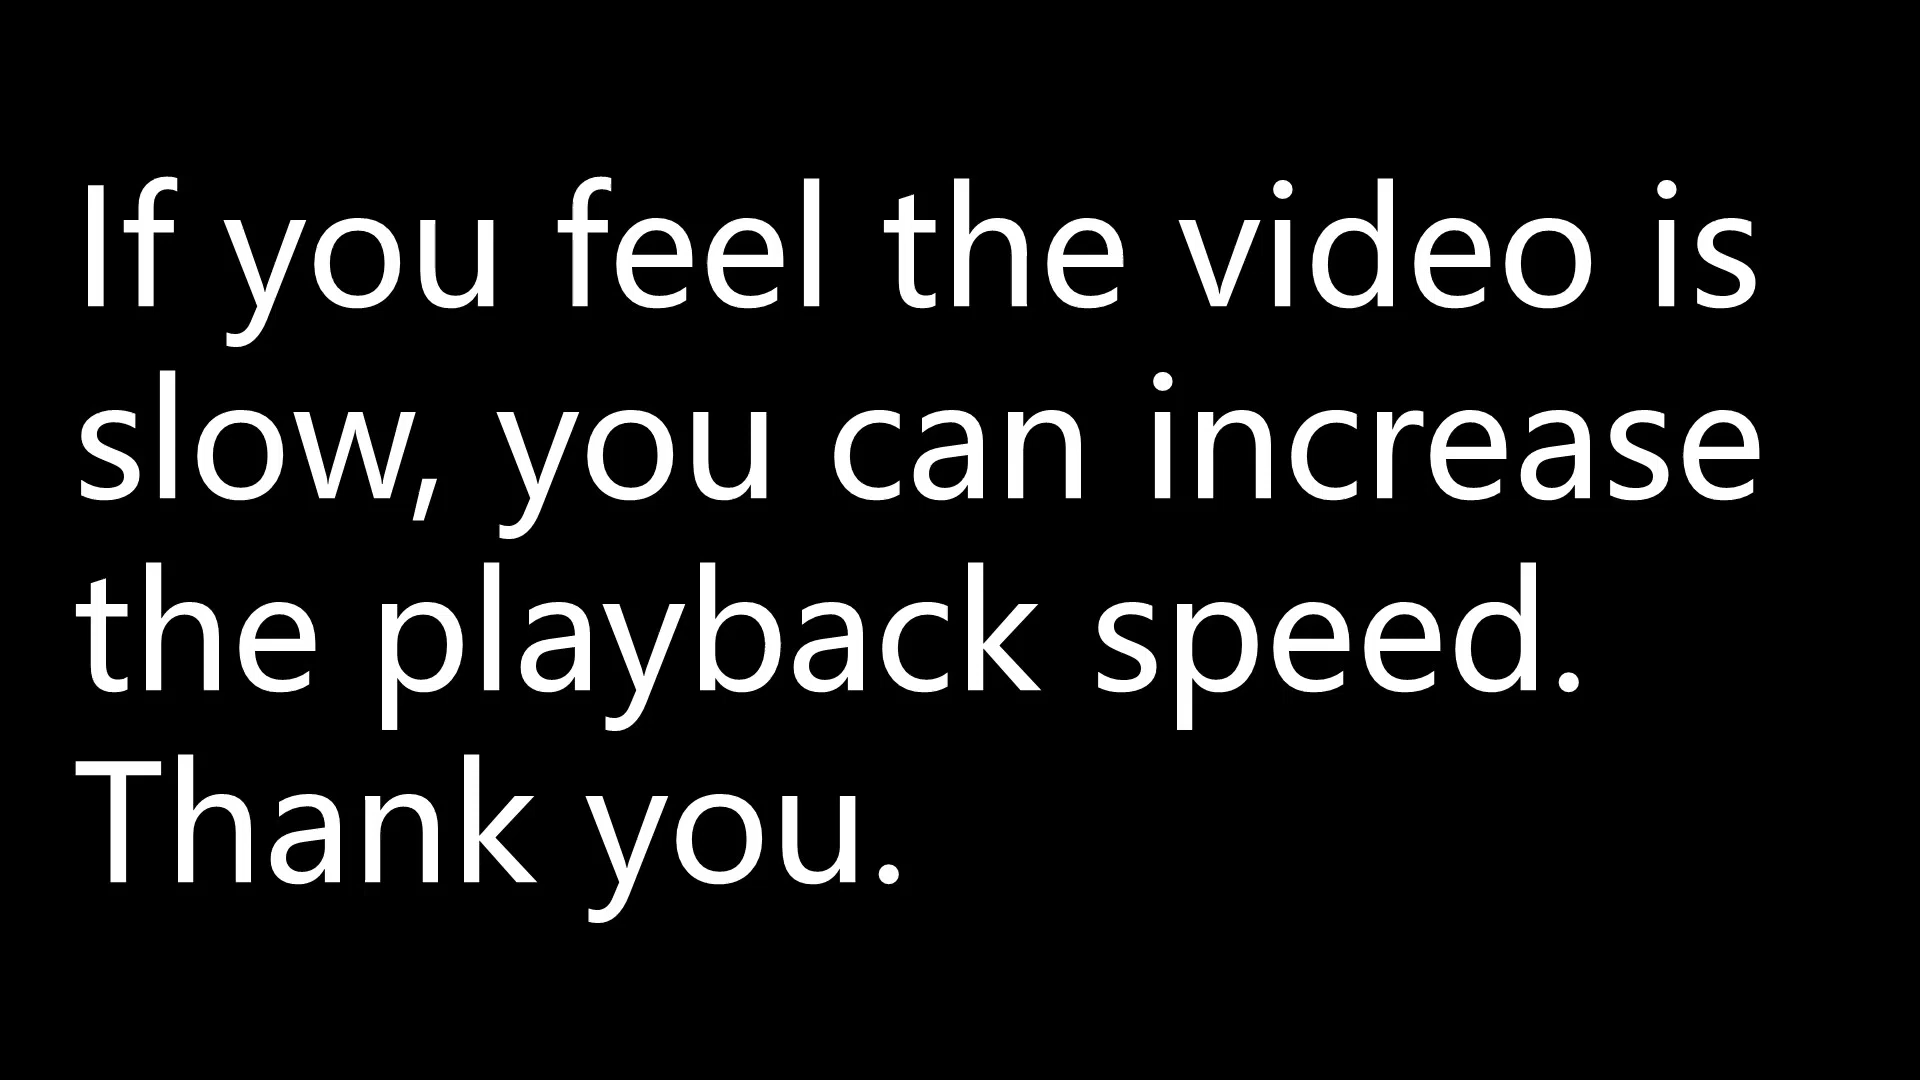 If you feel the video is
slow, you can increase
the playback speed.
Thank you.